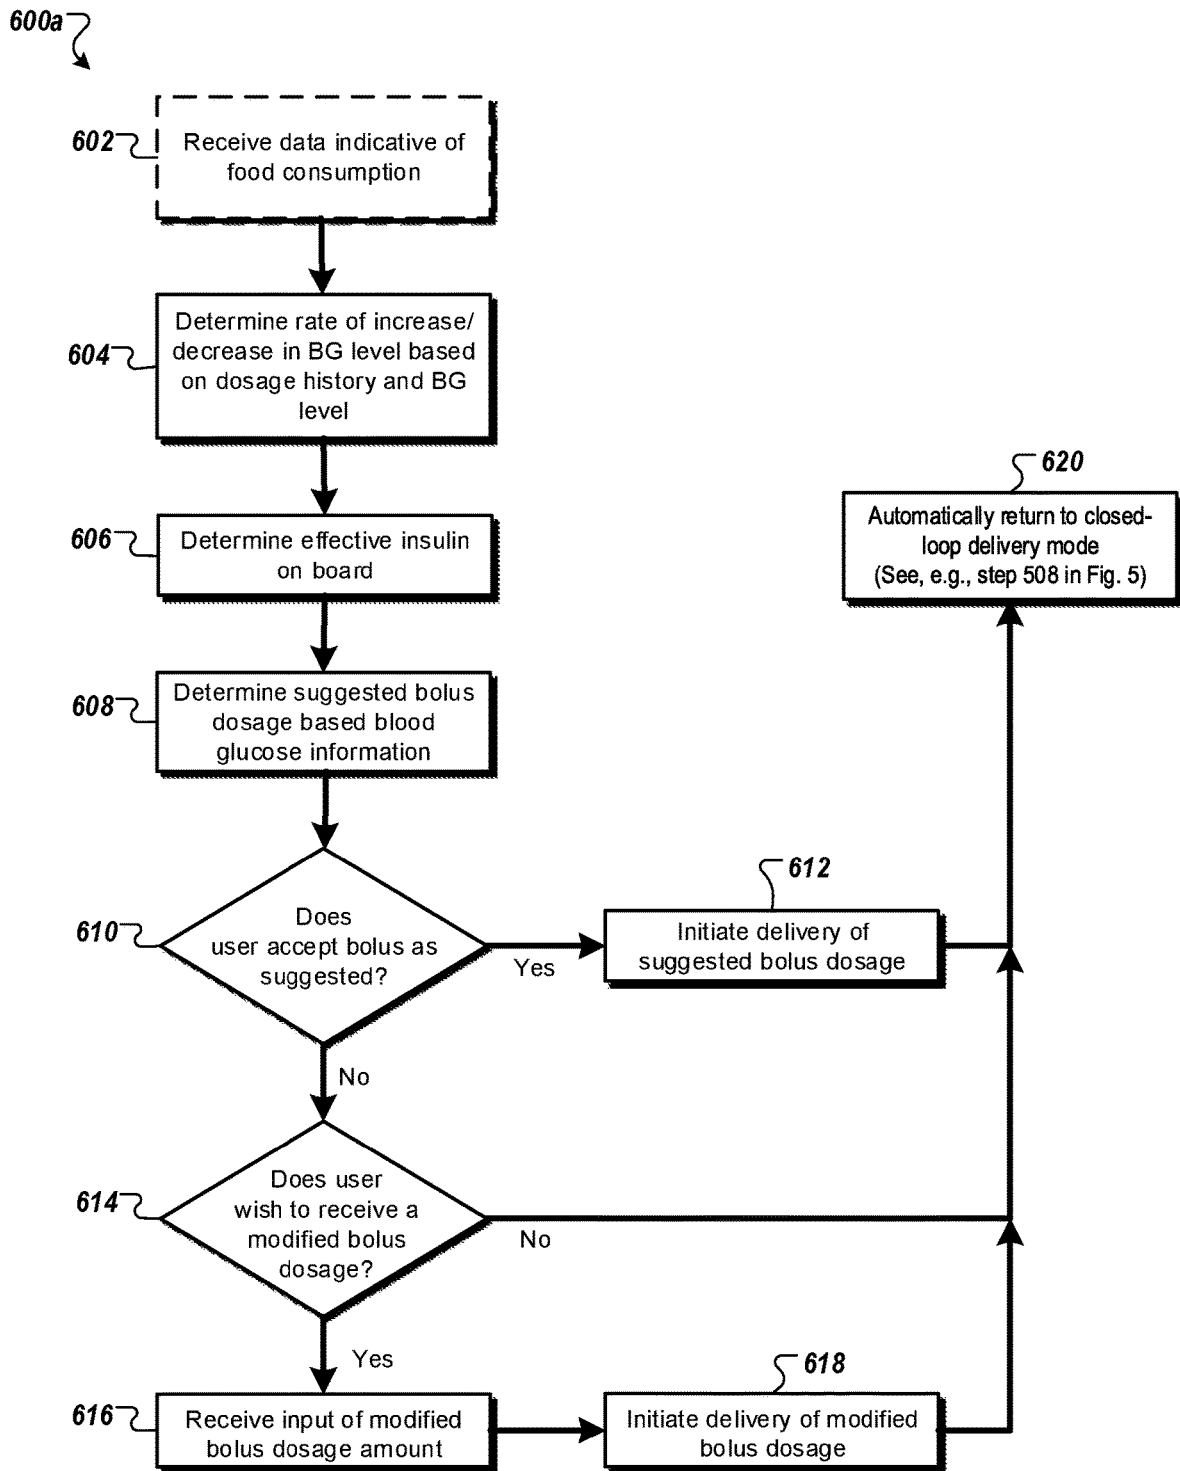 600a
602
Receive data indicative of
food consumption
604
Determine rate of increase/
decrease in BG level based
on dosage history and BG
level
606
Determine effective insulin
on board
608
Determine suggested bolus
dosage based blood
glucose information
610
Does
user accept bolus as
suggested?
Yes
No
612
Initiate delivery of
suggested bolus dosage
614
Does user
wish to receive a
modified bolus
dosage?
No
Yes
616
Receive input of modified
bolus dosage amount
618
Initiate delivery of modified
bolus dosage
620
Automatically return to closed-
loop delivery mode
(See, e.g., step 508 in Fig. 5)